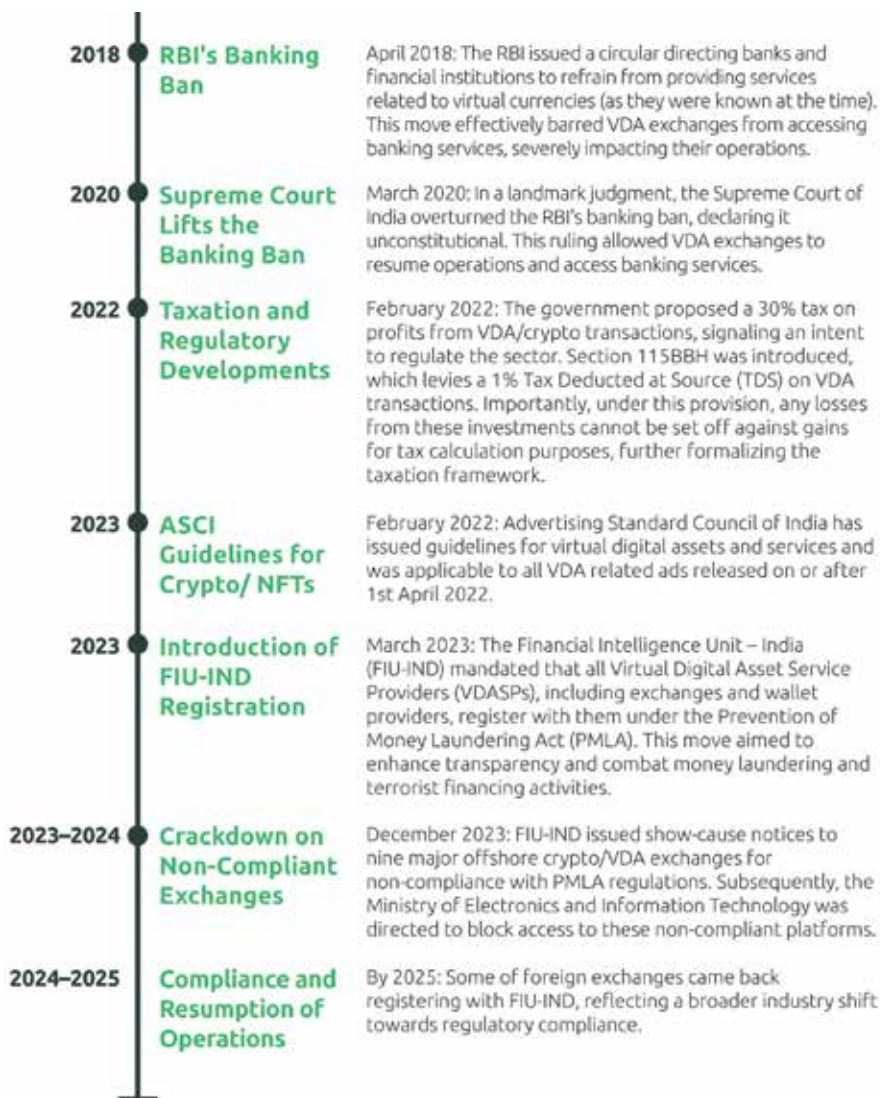 2018
RBI's Banking
Ban
April 2018: The RBI issued a circular directing banks and
financial institutions to refrain from providing services
related to virtual currencies (as they were known at the time).
This move effectively barred VDA exchanges from accessing
banking services, severely impacting their operations.
2020
Supreme Court
Lifts the
Banking Ban
March 2020: In a landmark judgment, the Supreme Court of
India overturned the RBI's banking ban, declaring it
unconstitutional. This ruling allowed VDA exchanges to
resume operations and access banking services.
2022
Taxation and
Regulatory
Developments
February 2022: The government proposed a 30% tax on
profits from VDA/crypto transactions, signaling an intent
to regulate the sector. Section 115BBH was introduced,
which levies a 1% Tax Deducted at Source (TDS) on VDA
transactions. Importantly, under this provision, any losses
from these investments cannot be set off against gains
for tax calculation purposes, further formalizing the
taxation framework.
2023
ASCI
Guidelines for
Crypto/ NFTs
February 2022: Advertising Standard Council of India has
issued guidelines for virtual digital assets and services and
was applicable to all VDA related ads released on or after
1st April 2022.
2023
Introduction of
FIU-IND
Registration
March 2023: The Financial Intelligence Unit – India
(FIU-IND) mandated that all Virtual Digital Asset Service
Providers (VDASPs), including exchanges and wallet
providers, register with them under the Prevention of
Money Laundering Act (PMLA). This move aimed to
enhance transparency and combat money laundering and
terrorist financing activities.
2023–2024
Crackdown on
Non-Compliant
Exchanges
December 2023: FIU-IND issued show-cause notices to
nine major offshore crypto/VDA exchanges for
non-compliance with PMLA regulations. Subsequently, the
Ministry of Electronics and Information Technology was
directed to block access to these non-compliant platforms.
2024–2025
Compliance and
Resumption of
Operations
By 2025: Some of foreign exchanges came back
registering with FIU-IND, reflecting a broader industry shift
towards regulatory compliance.